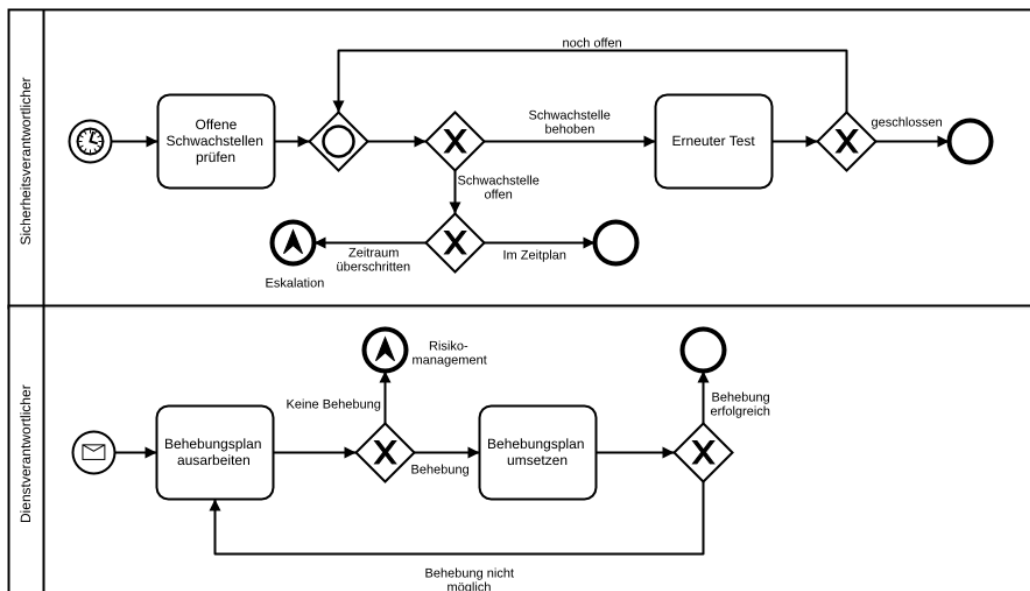 Sicherheitsverantwortlicher
noch offen
Offene
Schwachstellen
prüfen
Schwachstelle
behoben
Erneuter Test
geschlossen
Schwachstelle
offen
Zeitraum
überschritten
Im Zeitplan
Eskalation
Dienstverantwortlicher
Risiko-
management
Keine Behebung
Behebung
erfolgreich
Behebungsplan
ausarbeiten
Behebung
Behebungsplan
umsetzen
Behebung nicht
möglich